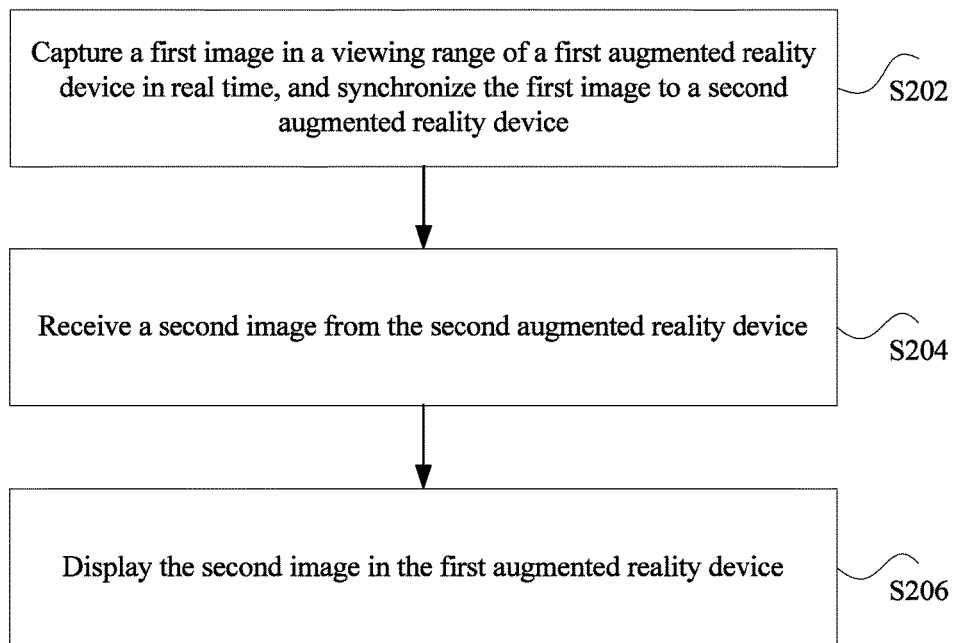 Capture a first image in a viewing range of a first augmented reality
device in real time, and synchronize the first image to a second
augmented reality device
S202
Receive a second image from the second augmented reality device
S204
Display the second image in the first augmented reality device
S206